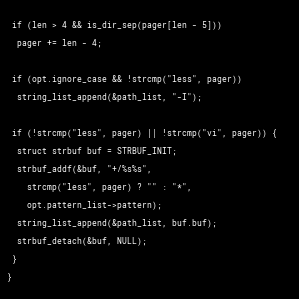 if (len > 4 && is_dir_sep(pager[len - 5]))
pager += len - 4;
if (opt.ignore_case && !strcmp("less", pager))
string_list_append(&path_list, "-I");
if (!strcmp("less", pager) || !strcmp("vi", pager)) {
struct strbuf buf = STRBUF_INIT;
strbuf_addf(&buf, "+/%s%s",
strcmp("less", pager) ? "" : "*",
opt.pattern_list->pattern);
string_list_append(&path_list, buf.buf);
strbuf_detach(&buf, NULL);
}
}